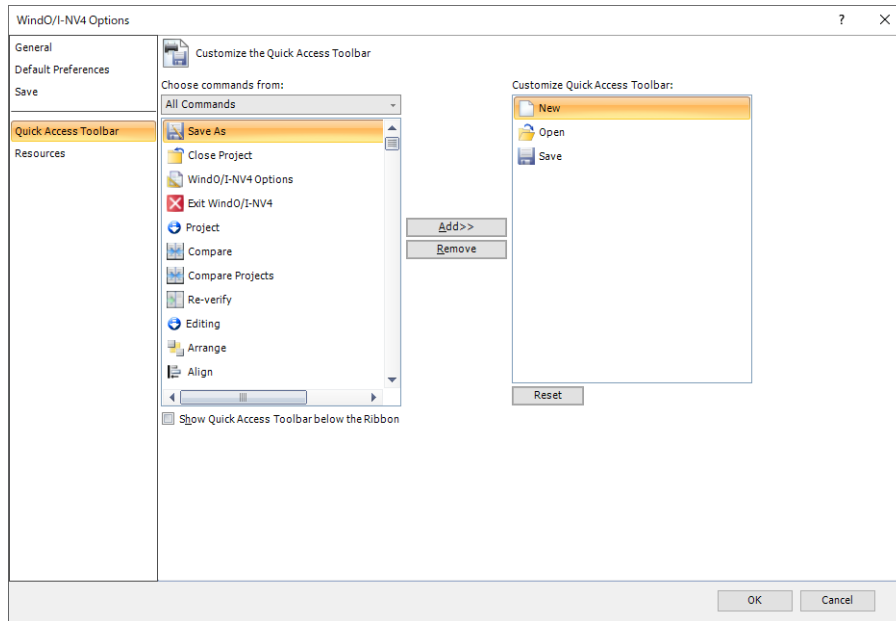 WindO/I-NV4 Options
?
General
Default Preferences
Save
Quick Access Toolbar
Resources
Customize the Quick Access Toolbar
Choose commands from:
All Commands
Save As
Close Project
WindO/I-NV4 Options
Exit WindO/I-NV4
Project
Compare
Compare Projects
Re-verify
Editing
Arrange
Align
Show Quick Access Toolbar below the Ribbon
Add>>
Remove
Customize Quick Access Toolbar:
New
Open
Save
Reset
OK
Cancel